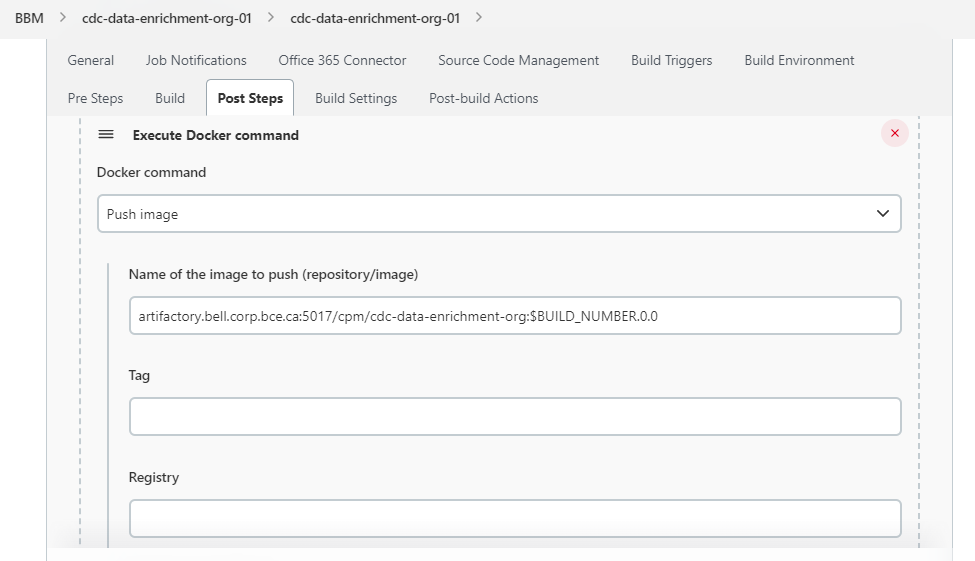 BBM > cdc-data-enrichment-org-01 > cdc-data-enrichment-org-01 >
General Job Notifications Office 365 Connector Source Code Management Build Triggers Build Environment
Pre Steps Build Post Steps Build Settings Post-build Actions
Execute Docker command
Docker command
Push image
Name of the image to push (repository/image)
artifactory.bell.corp.bce.ca:5017/cpm/cdc-data-enrichment-org:$BUILD_NUMBER.0.0
Tag
Registry